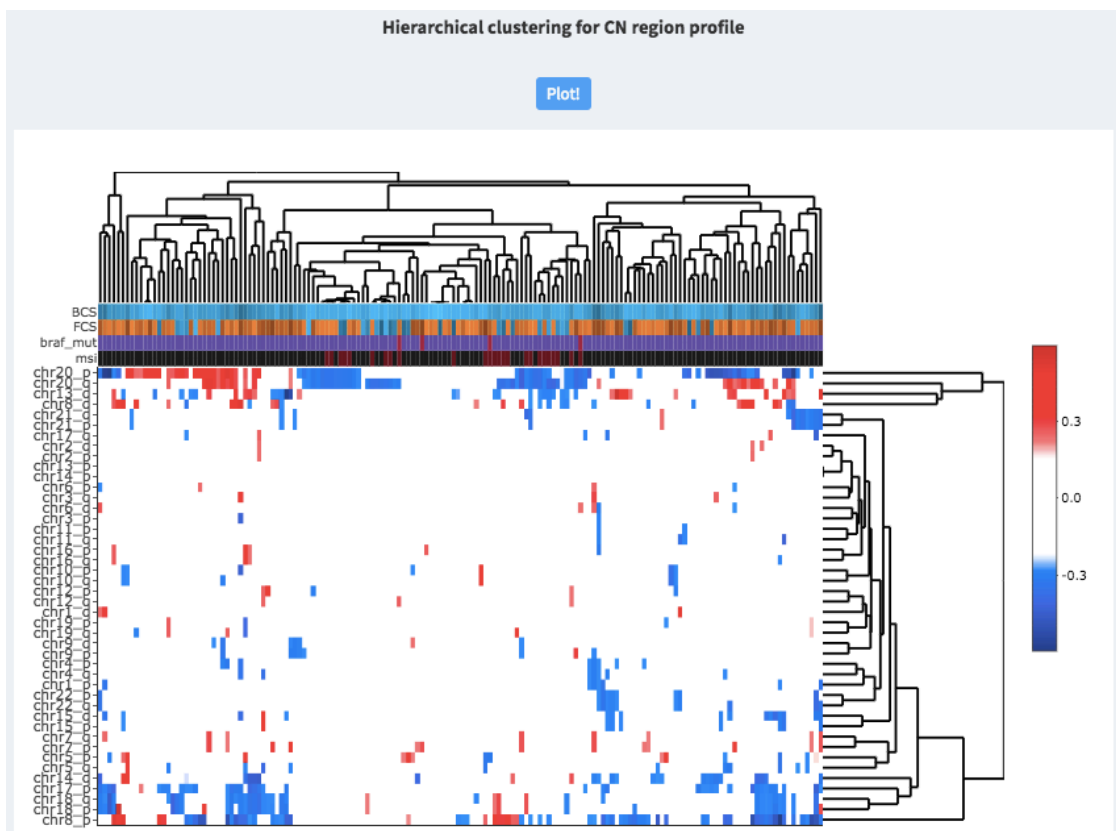 Hierarchical clustering for CN region profile
Plot!
BCS
FCS
braf_mut
msi
chr20_p
chr20_q
chr13_q
chr8_q
chr21_q
chr21_p
chr17_q
chr2_q
chr2_p
chr13_p
chr14_p
chr6_p
chr3_q
chr6_q
chr3_p
chr11_p
chr11_q
chr16_p
chr16_q
chr10_p
chr10_q
chr12_p
chr12_q
chr1_q
chr19_p
chr19_q
chr9_q
chr9_p
chr4_p
chr4_q
chr1_p
chr22_p
chr22_q
chr15_q
chr15_p
chr7_q
chr7_p
chr5_p
chr5_q
chr14_q
chr17_p
chr18_q
chr18_p
chr8_p
0.3
0.0
-0.3